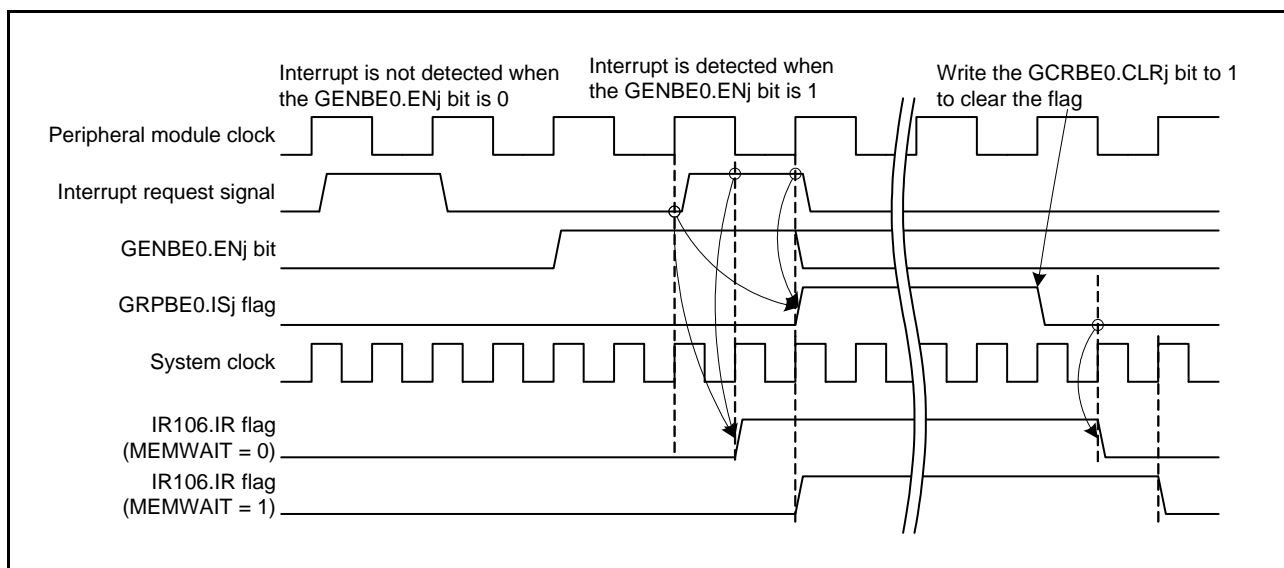 Interrupt is not detected when
the GENBE0.ENj bit is 0
Interrupt is detected when
the GENBE0.ENj bit is 1
Write the GCRBE0.CLRj bit to 1
to clear the flag
Peripheral module clock
Interrupt request signal
GENBE0.ENj bit
GRPBE0.ISj flag
System clock
IR106.IR flag
(MEMWAIT = 0)
IR106.IR flag
(MEMWAIT = 1)